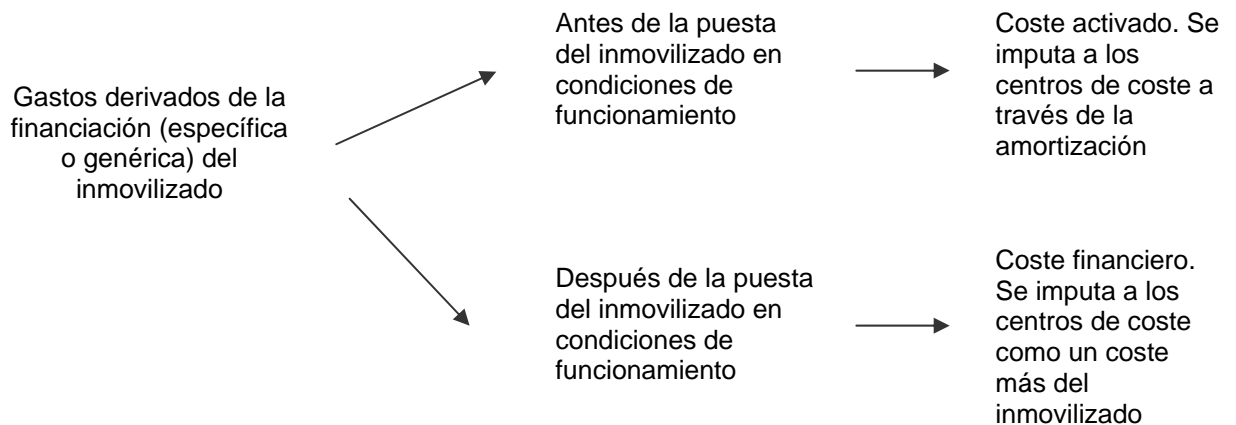 Gastos derivados de la
financiación (específica
o genérica) del
inmovilizado
Antes de la puesta
del inmovilizado en
condiciones de
funcionamiento
Coste activado. Se
imputa a los
centros de coste a
través de la
amortización
Después de la puesta
del inmovilizado en
condiciones de
funcionamiento
Coste financiero.
Se imputa a los
centros de coste
como un coste
más del
inmovilizado